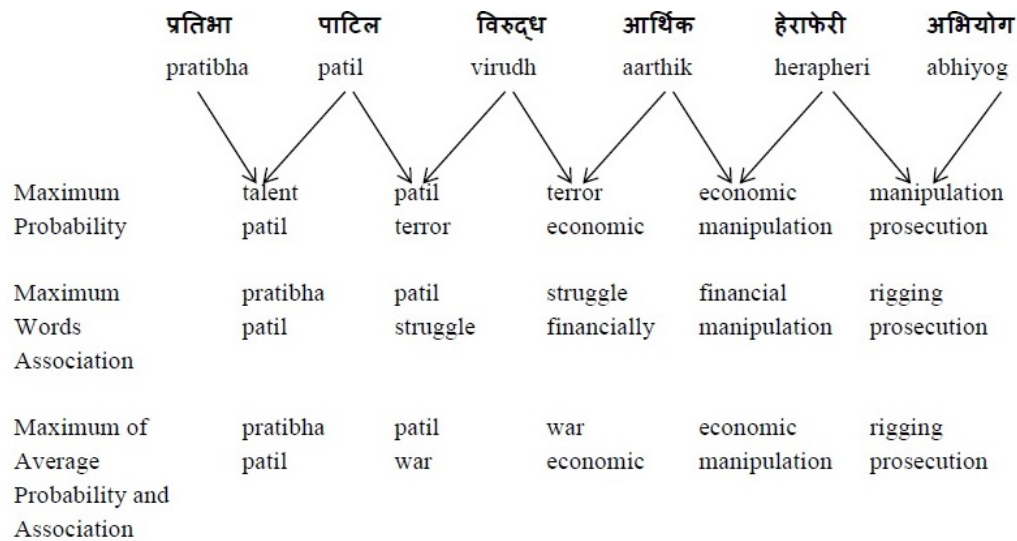 प्रतिभा पाटिल विरुद्ध आर्थिक हेराफेरी अभियोग
pratibha patil virudh aarthik herapheri abhiyog
Maximum talent patil terror economic manipulation
Probability patil terror economic manipulation prosecution
Maximum pratibha patil struggle financial rigging
Words patil struggle financially manipulation prosecution
Association
Maximum of pratibha patil war economic rigging
Average patil war economic manipulation prosecution
Probability and
Association